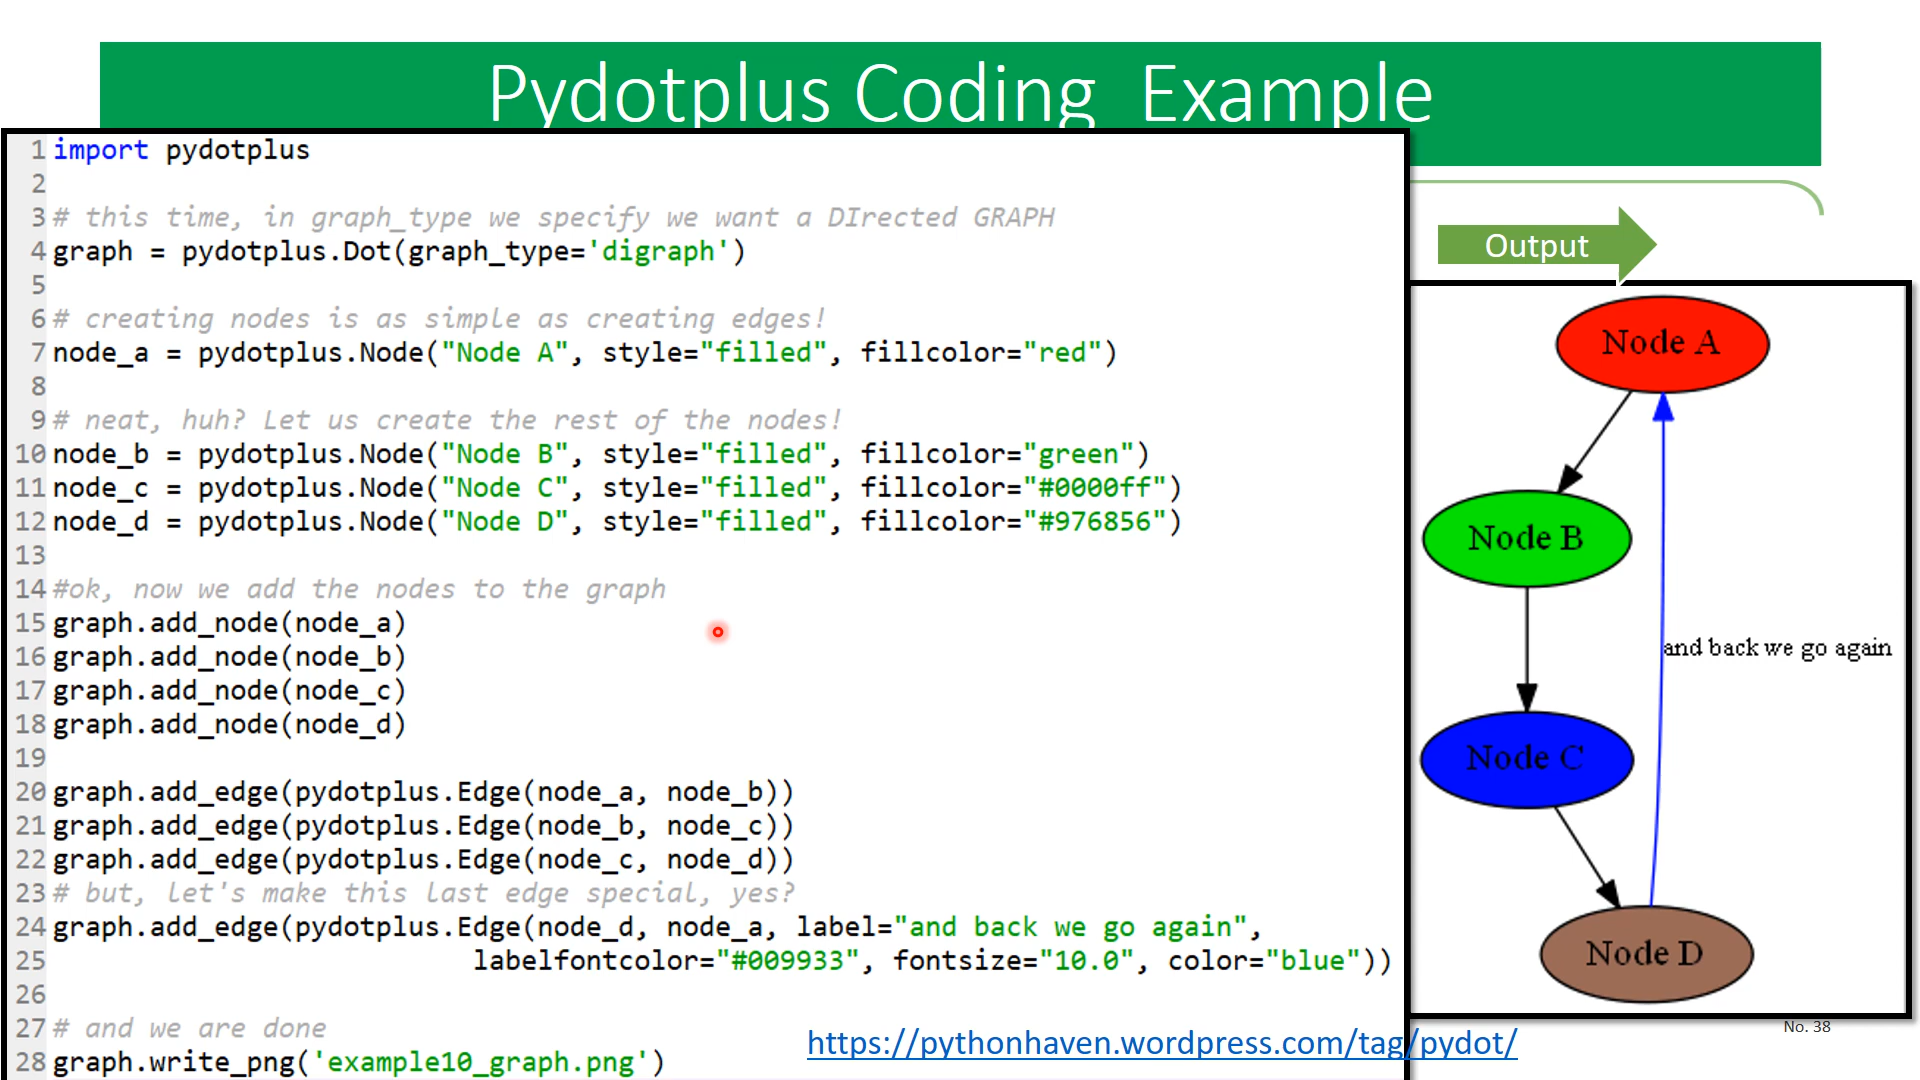 Pydotplus Coding  Example
1 import pydotplus
2
3 # this time, in graph_type we specify we want a DIrected GRAPH
4 graph = pydotplus.Dot(graph_type='digraph')
5
6 # creating nodes is as simple as creating edges!
7 node_a = pydotplus.Node("Node A", style="filled", fillcolor="red")
8
9 # neat, huh? Let us create the rest of the nodes!
10 node_b = pydotplus.Node("Node B", style="filled", fillcolor="green")
11 node_c = pydotplus.Node("Node C", style="filled", fillcolor="#0000ff")
12 node_d = pydotplus.Node("Node D", style="filled", fillcolor="#976856")
13
14 #ok, now we add the nodes to the graph
15 graph.add_node(node_a)
16 graph.add_node(node_b)
17 graph.add_node(node_c)
18 graph.add_node(node_d)
19
20 graph.add_edge(pydotplus.Edge(node_a, node_b))
21 graph.add_edge(pydotplus.Edge(node_b, node_c))
22 graph.add_edge(pydotplus.Edge(node_c, node_d))
23 # but, let's make this last edge special, yes?
24 graph.add_edge(pydotplus.Edge(node_d, node_a, label="and back we go again",
25                           labelfontcolor="#009933", fontsize="10.0", color="blue"))
26
27 # and we are done
28 graph.write_png('example10_graph.png')
https://pythonhaven.wordpress.com/tag/pydot/
Output
Node A
Node B
and back we go again
Node C
Node D
No. 38